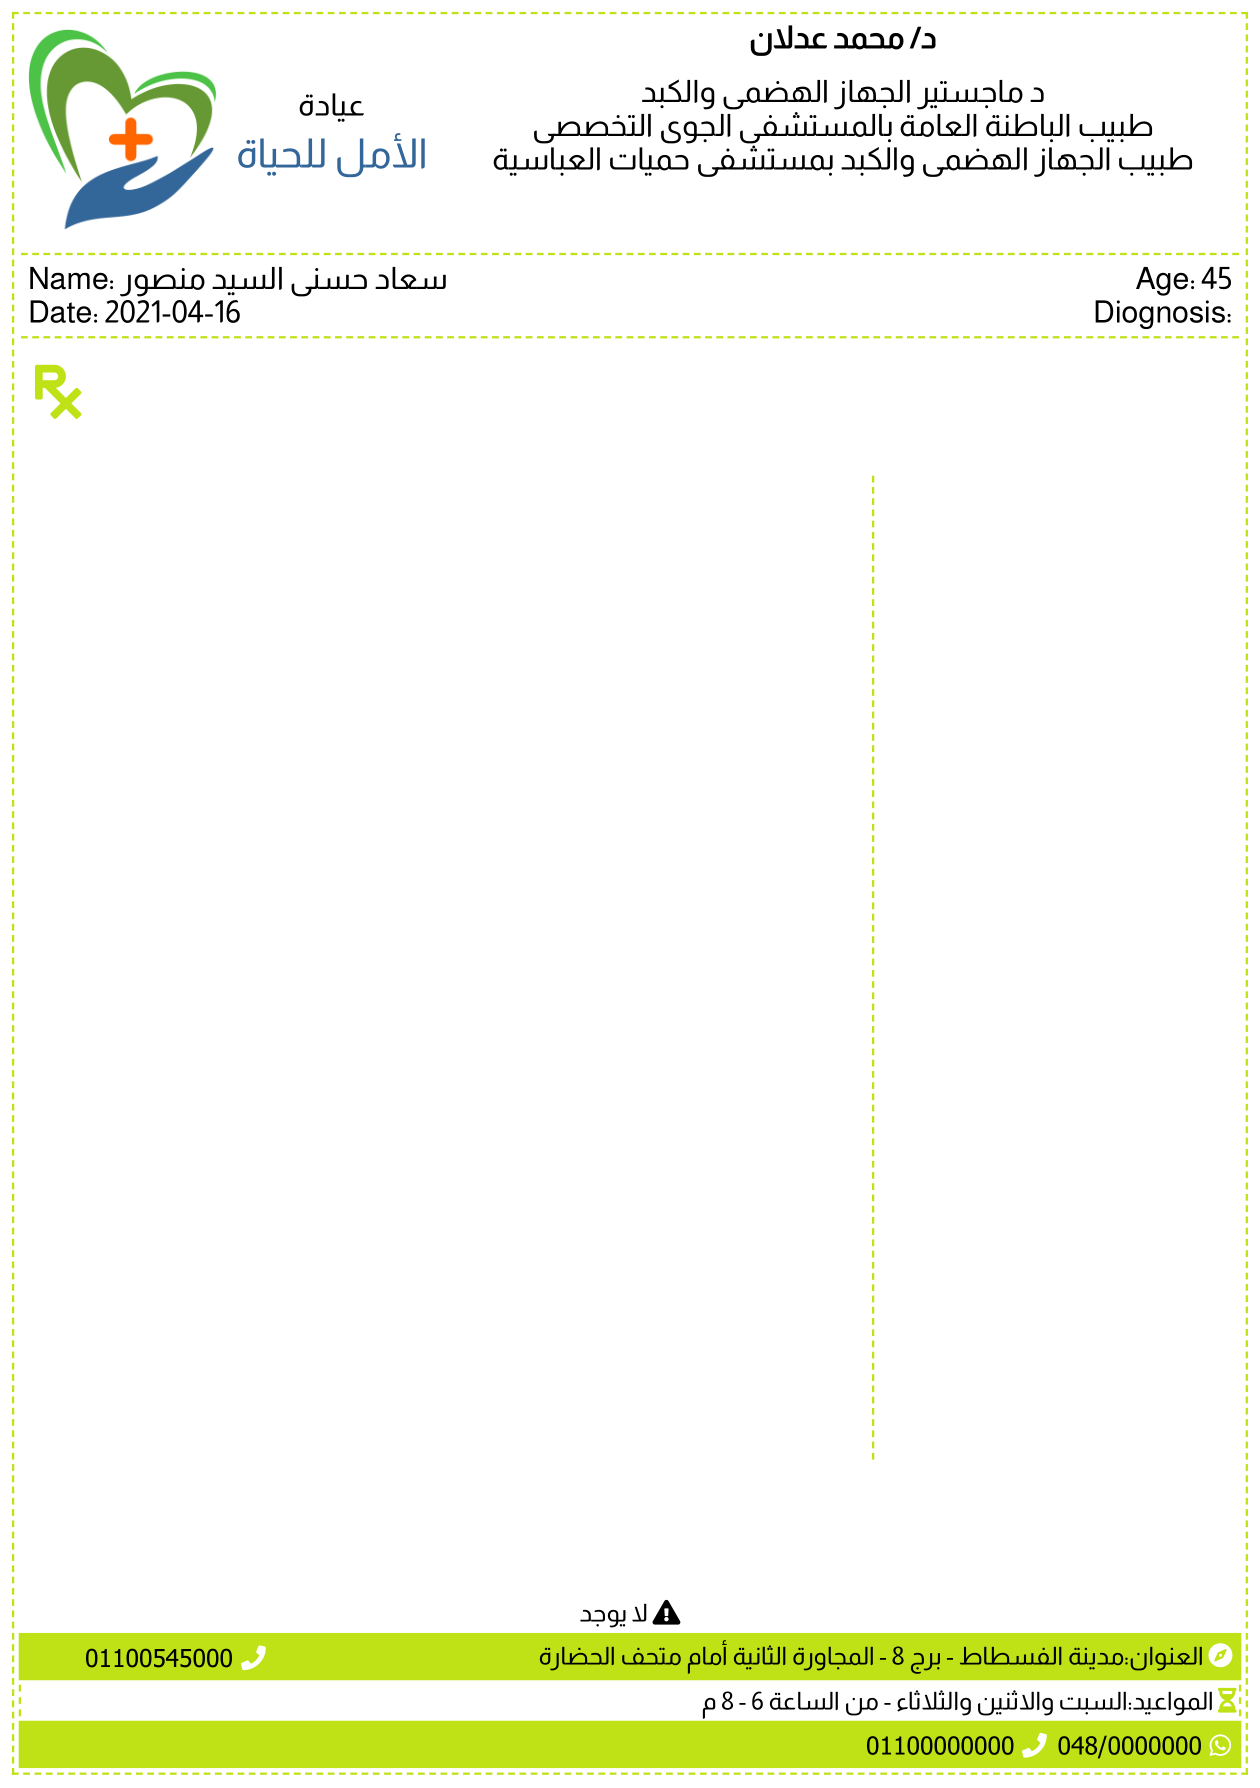 د/ محمد عدلان
د ماجستير الجهاز الهضمى والكبد
طبيب الباطنة العامة بالمستشفى الجوى التخصصى
طبيب الجهاز الهضمى والكبد بمستشفى حميات العباسية
عيادة
الأمل للحياة
Name: سعاد حسنى السيد منصور
Age: 45
Date: 2021-04-16
Diognosis:
Rx
لا يوجد
العنوان:مدينة الفسطاط - برج 8 - المجاورة الثانية أمام متحف الحضارة
01100545000
المواعيد:السبت والاثنين والثلاثاء - من الساعة 6 - 8 م
048/0000000 01100000000